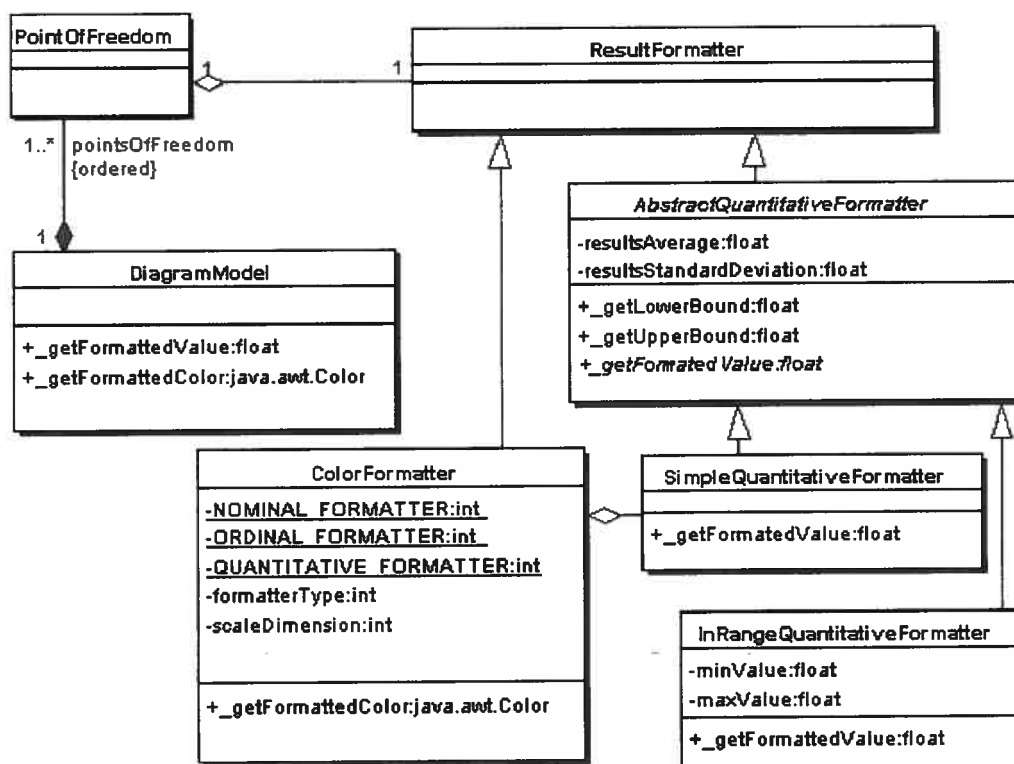 PointOfFreedom
ResultFormatter
1
1
1..* pointsOfFreedom
{ordered}
1
AbstractQuantitativeFormatter
-resultsAverage:float
-resultsStandardDeviation:float
+_getLowerBound:float
+_getUpperBound:float
+_getFormatedValue:float
DiagramModel
+_getFormattedValue:float
+_getFormattedColor:java.awt.Color
ColorFormatter
-NOMINAL_FORMATTER:int
-ORDINAL_FORMATTER:int
-QUANTITATIVE_FORMATTER:int
-formatterType:int
-scaleDimension:int
+_getFormattedColor:java.awt.Color
SimpleQuantitativeFormatter
+_getFormatedValue:float
InRangeQuantitativeFormatter
-minValue:float
-maxValue:float
+_getFormattedValue:float